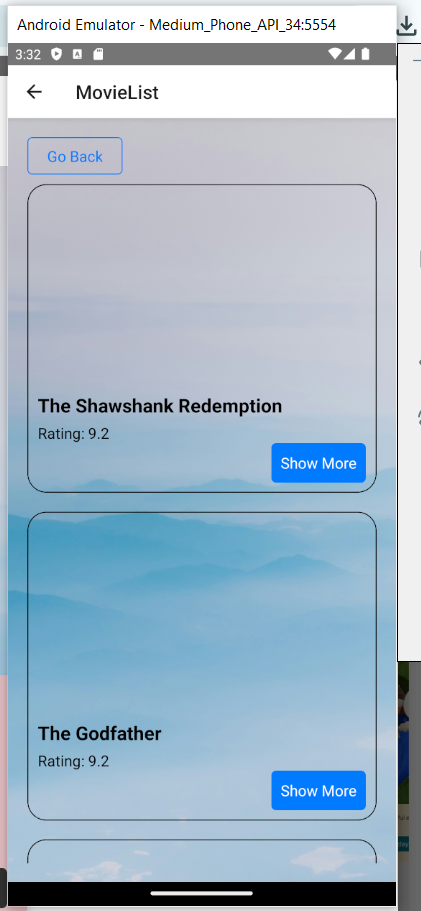 Android Emulator - Medium_Phone_API_34:5554
3:32
MovieList
Go Back
The Shawshank Redemption
Rating: 9.2
Show More
The Godfather
Rating: 9.2
Show More